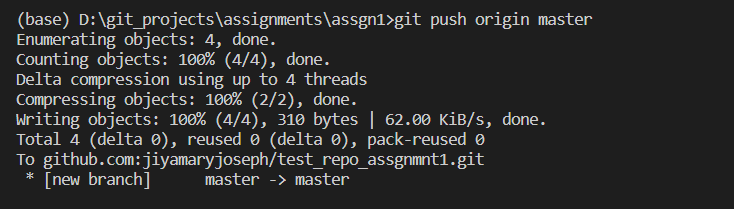 (base) D:\git_projects\assignments\assgn1>git push origin master
Enumerating objects: 4, done.
Counting objects: 100% (4/4), done.
Delta compression using up to 4 threads
Compressing objects: 100% (2/2), done.
Writing objects: 100% (4/4), 310 bytes | 62.00 KiB/s, done.
Total 4 (delta 0), reused 0 (delta 0), pack-reused 0
To github.com:jiyamaryjoseph/test_repo_assgnmnt1.git
 * [new branch]      master -> master